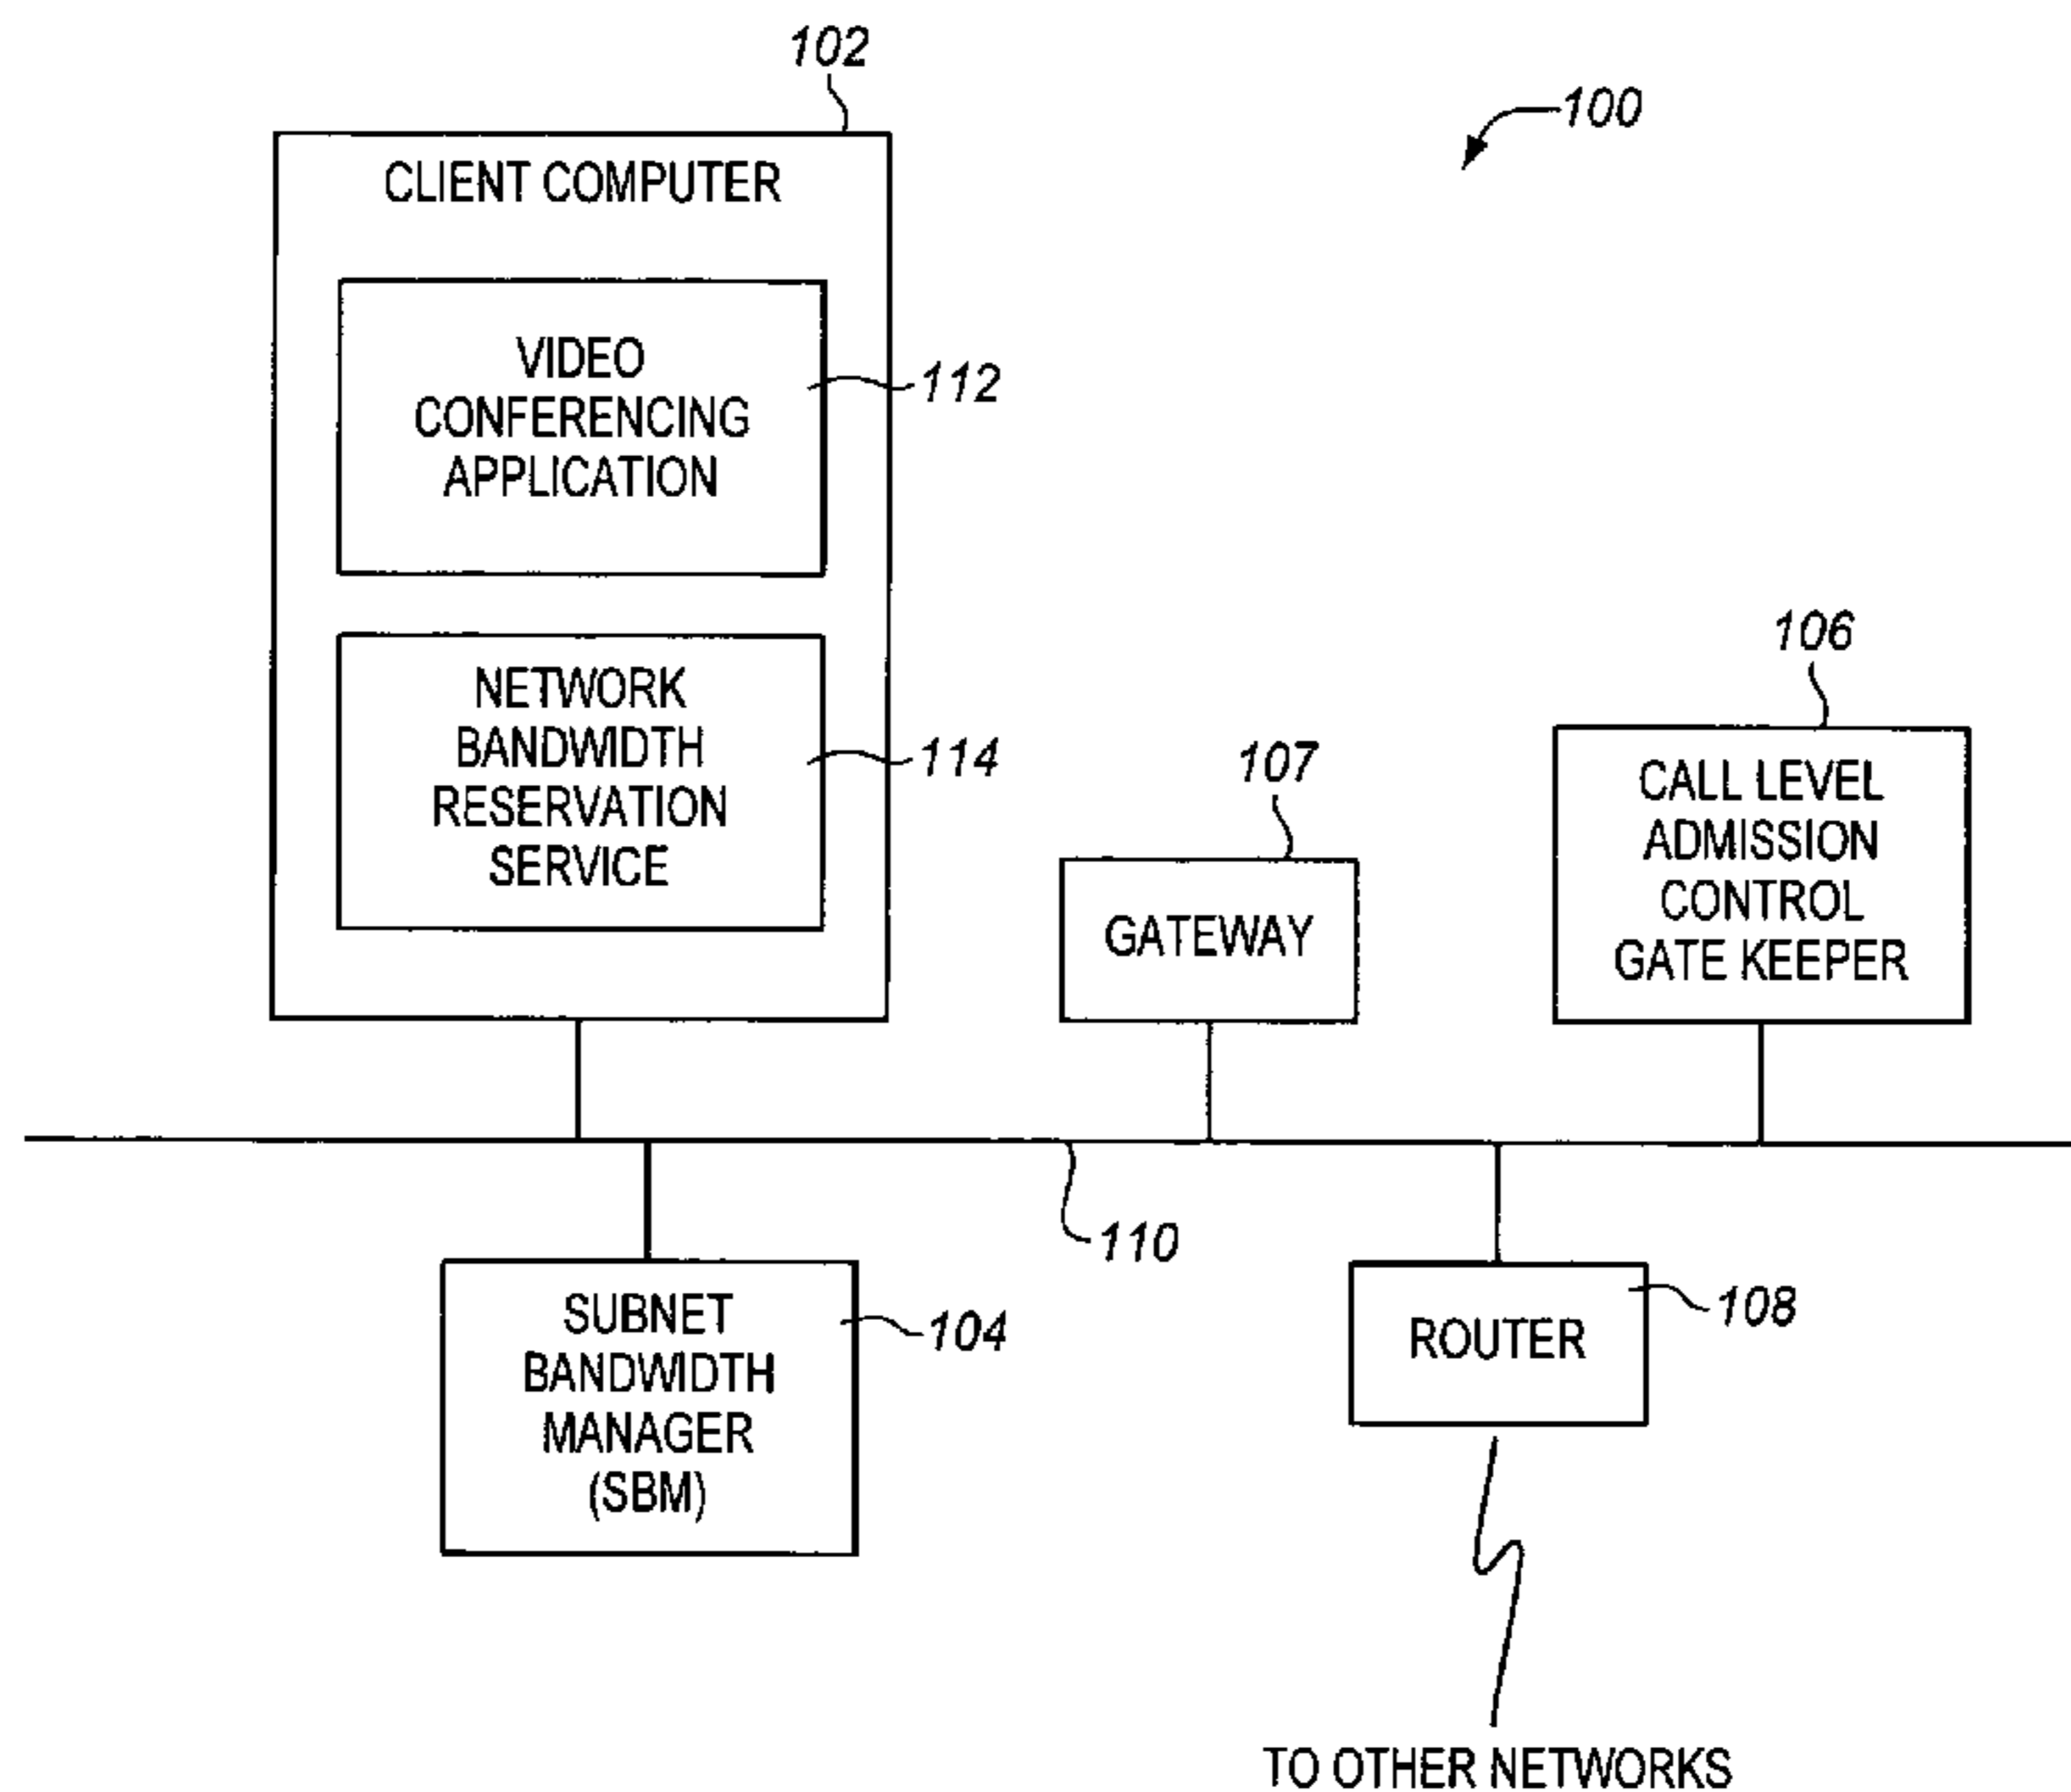 102
100
CLIENT COMPUTER
VIDEO
CONFERENCING
APPLICATION
112
NETWORK
BANDWIDTH
RESERVATION
SERVICE
114
107
GATEWAY
106
CALL LEVEL
ADMISSION
CONTROL
GATE KEEPER
110
SUBNET
BANDWIDTH
MANAGER
(SBM)
104
ROUTER
108
TO OTHER NETWORKS